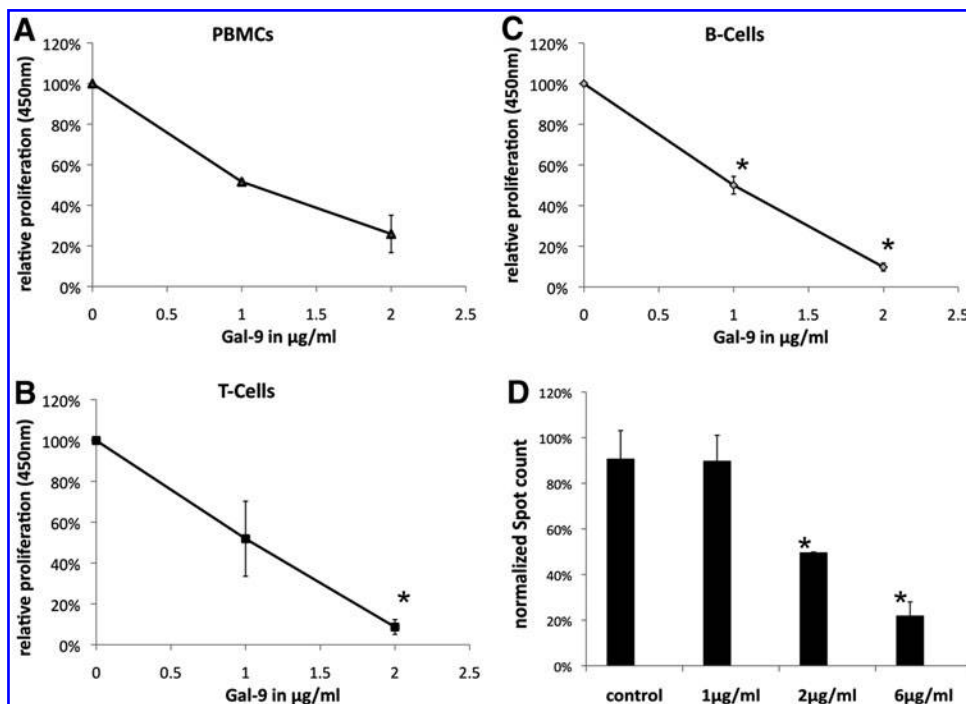 A
PBMCs
120%
100%
80%
60%
40%
20%
0%
relative proliferation (450nm)
0 0.5 1 1.5 2 2.5
Gal-9 in µg/ml
C
B-Cells
120%
100%
80%
60%
40%
20%
0%
relative proliferation (450nm)
*
*
0 0.5 1 1.5 2 2.5
Gal-9 in µg/ml
B
T-Cells
120%
100%
80%
60%
40%
20%
0%
relative proliferation (450nm)
*
0 0.5 1 1.5 2 2.5
Gal-9 in µg/ml
D
120%
100%
80%
60%
40%
20%
0%
normalized Spot count
*
*
control 1µg/ml 2µg/ml 6µg/ml